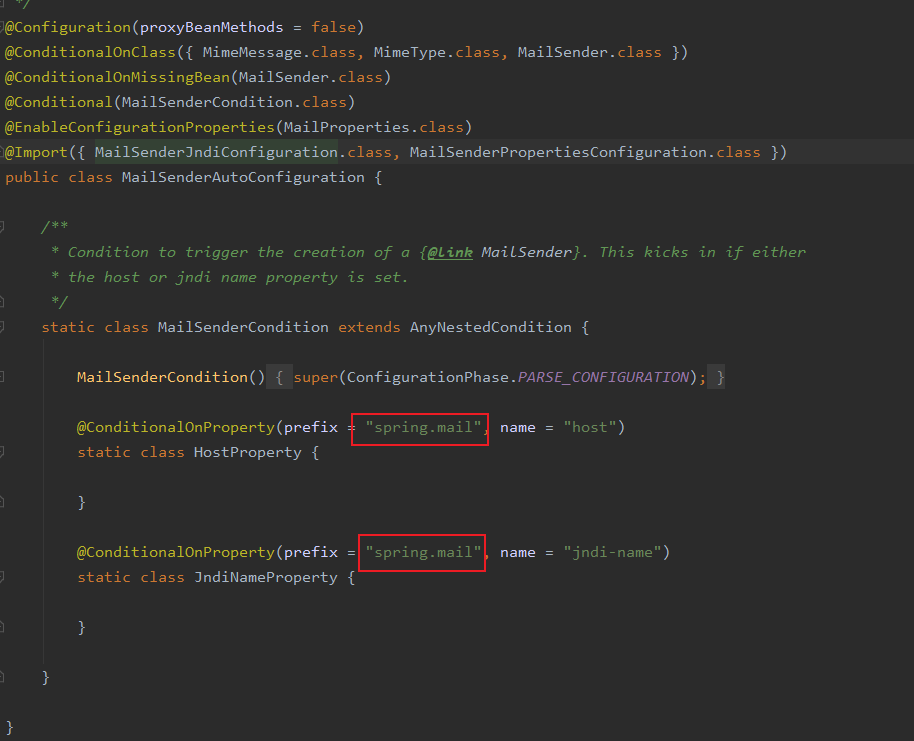 */
@Configuration(proxyBeanMethods = false)
@ConditionalOnClass({ MimeMessage.class, MimeType.class, MailSender.class })
@ConditionalOnMissingBean(MailSender.class)
@Conditional(MailSenderCondition.class)
@EnableConfigurationProperties(MailProperties.class)
@Import({ MailSenderJndiConfiguration.class, MailSenderPropertiesConfiguration.class })
public class MailSenderAutoConfiguration {
/**
* Condition to trigger the creation of a {@link MailSender}. This kicks in if either
* the host or jndi name property is set.
*/
static class MailSenderCondition extends AnyNestedCondition {
MailSenderCondition() { super(ConfigurationPhase.PARSE_CONFIGURATION); }
@ConditionalOnProperty(prefix = "spring.mail", name = "host")
static class HostProperty {
}
@ConditionalOnProperty(prefix = "spring.mail", name = "jndi-name")
static class JndiNameProperty {
}
}
}